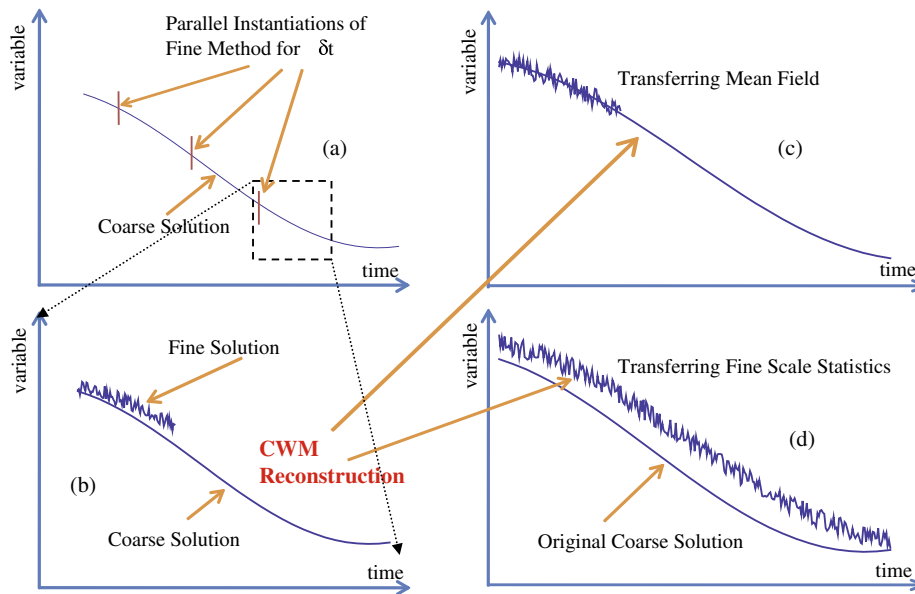 variable
Parallel Instantiations of
Fine Method for δt
(a)
Coarse Solution
time
variable
Transferring Mean Field
(c)
time
variable
Fine Solution
CWM
Reconstruction
(b)
Coarse Solution
time
variable
Transferring Fine Scale Statistics
(d)
Original Coarse Solution
time